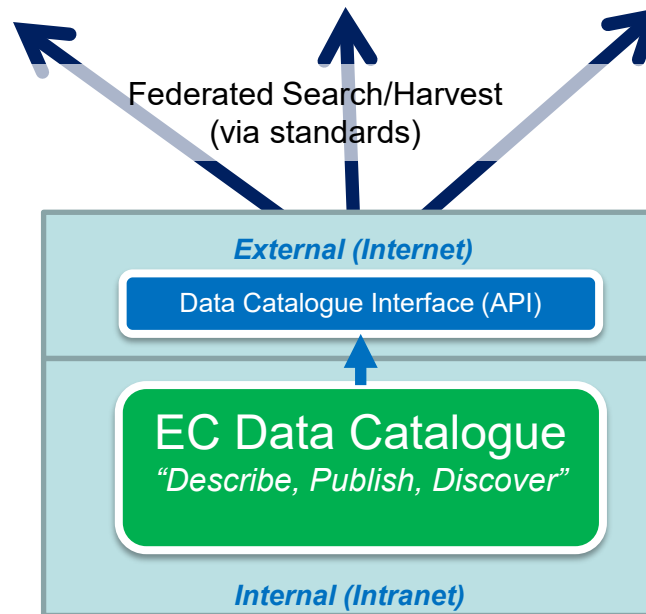 Federated Search/Harvest
(via standards)
External (Internet)
Data Catalogue Interface (API)
EC Data Catalogue
“Describe, Publish, Discover”
Internal (Intranet)